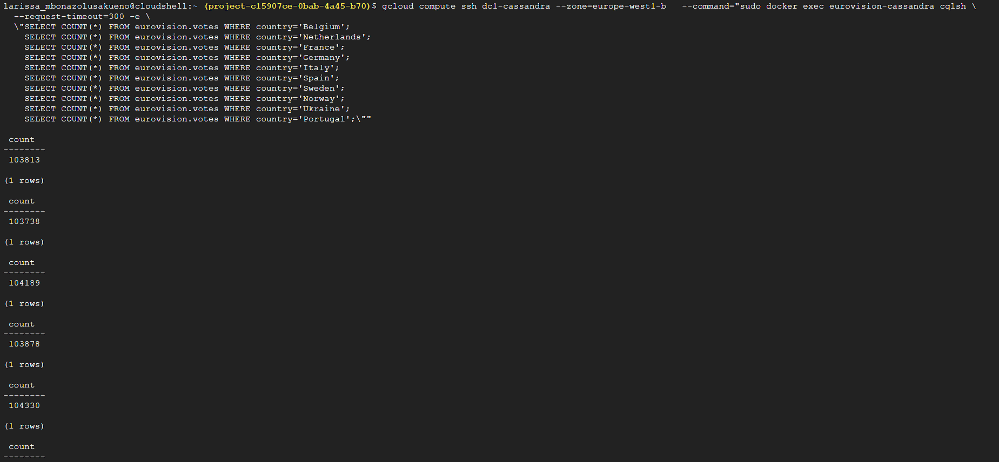 larissa_mbonazolusakueno@cloudshell:~ (project-c15907ce-0bab-4a45-b70)$ gcloud compute ssh dc1-cassandra --zone=europe-west1-b   --command="sudo docker exec eurovision-cassandra cqlsh \
--request-timeout=300 -e \
\"SELECT COUNT(*) FROM eurovision.votes WHERE country='Belgium';
SELECT COUNT(*) FROM eurovision.votes WHERE country='Netherlands';
SELECT COUNT(*) FROM eurovision.votes WHERE country='France';
SELECT COUNT(*) FROM eurovision.votes WHERE country='Germany';
SELECT COUNT(*) FROM eurovision.votes WHERE country='Italy';
SELECT COUNT(*) FROM eurovision.votes WHERE country='Spain';
SELECT COUNT(*) FROM eurovision.votes WHERE country='Sweden';
SELECT COUNT(*) FROM eurovision.votes WHERE country='Norway';
SELECT COUNT(*) FROM eurovision.votes WHERE country='Ukraine';
SELECT COUNT(*) FROM eurovision.votes WHERE country='Portugal';\""
count
--------
103813
(1 rows)
count
--------
103738
(1 rows)
count
--------
104189
(1 rows)
count
--------
103878
(1 rows)
count
--------
104330
(1 rows)
count
--------